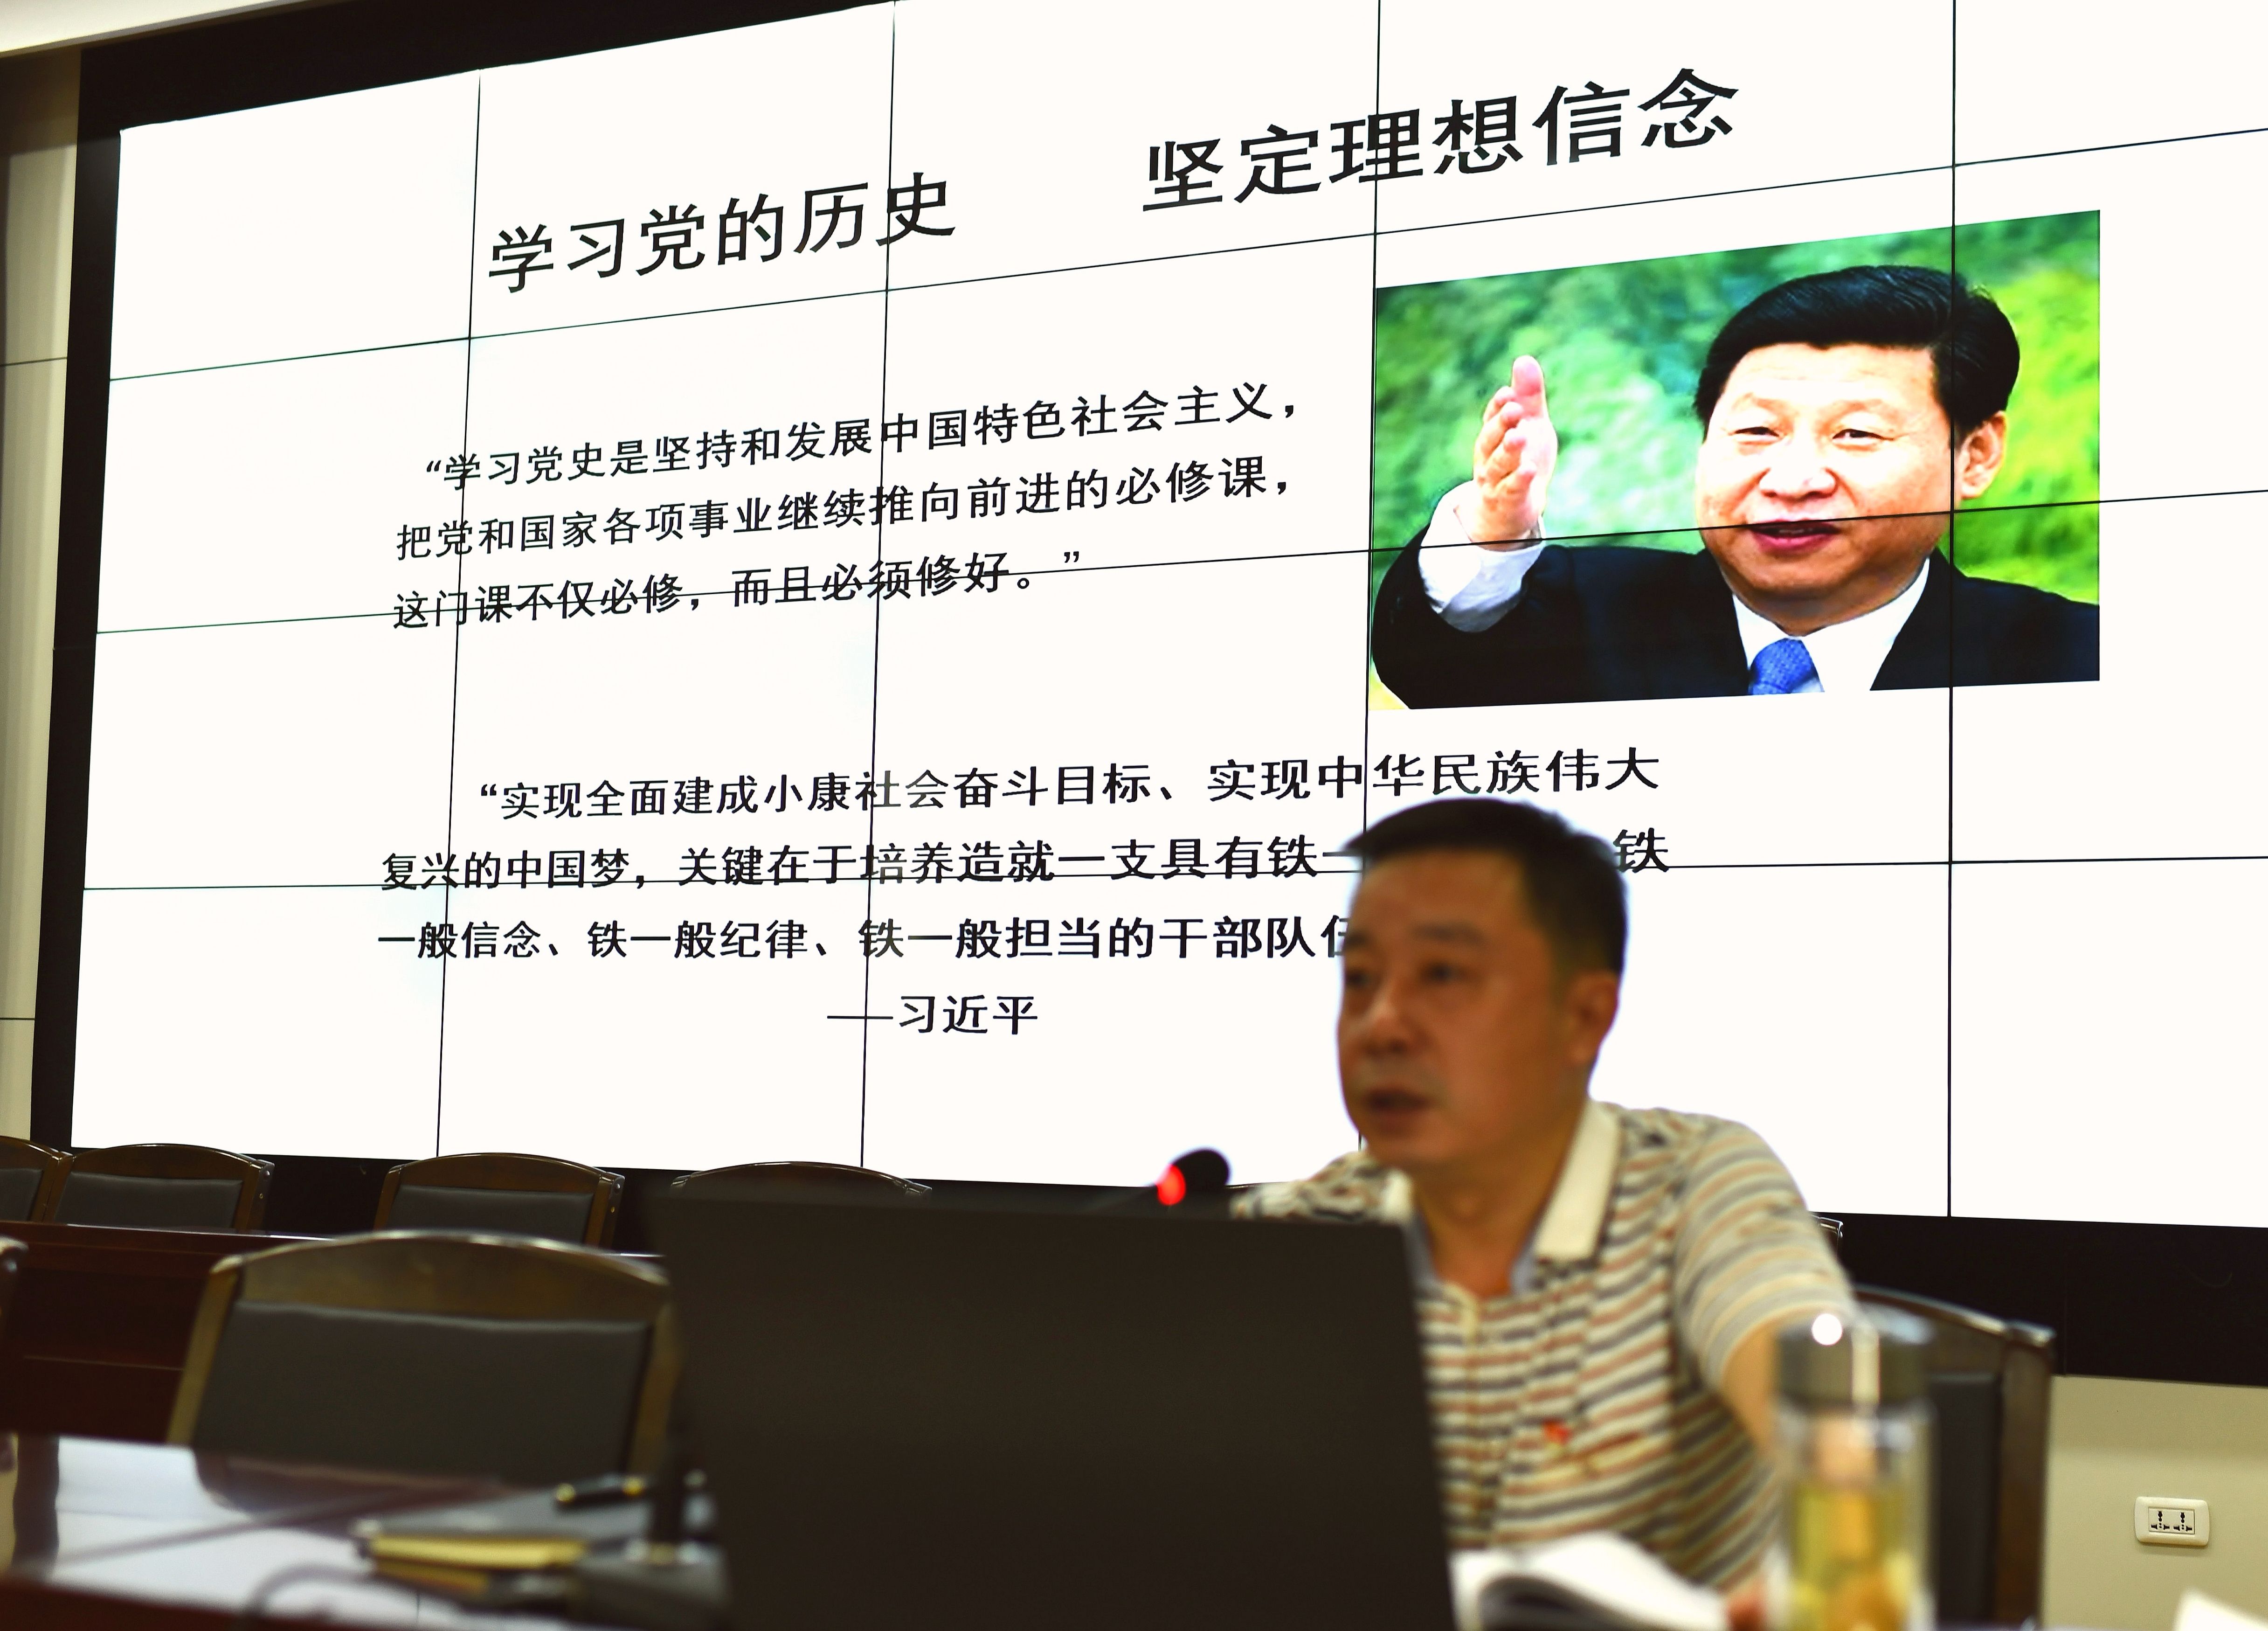 学习党的历史 坚定理想信念
“学习党史是坚持和发展中国特色社会主义，
把党和国家各项事业继续推向前进的必修课，
这门课不仅必修，而且必须修好。”
“实现全面建成小康社会奋斗目标、实现中华民族伟大
复兴的中国梦，关键在于培养造就一支具有铁一 铁
一般信念、铁一般纪律、铁一般担当的干部队
——习近平